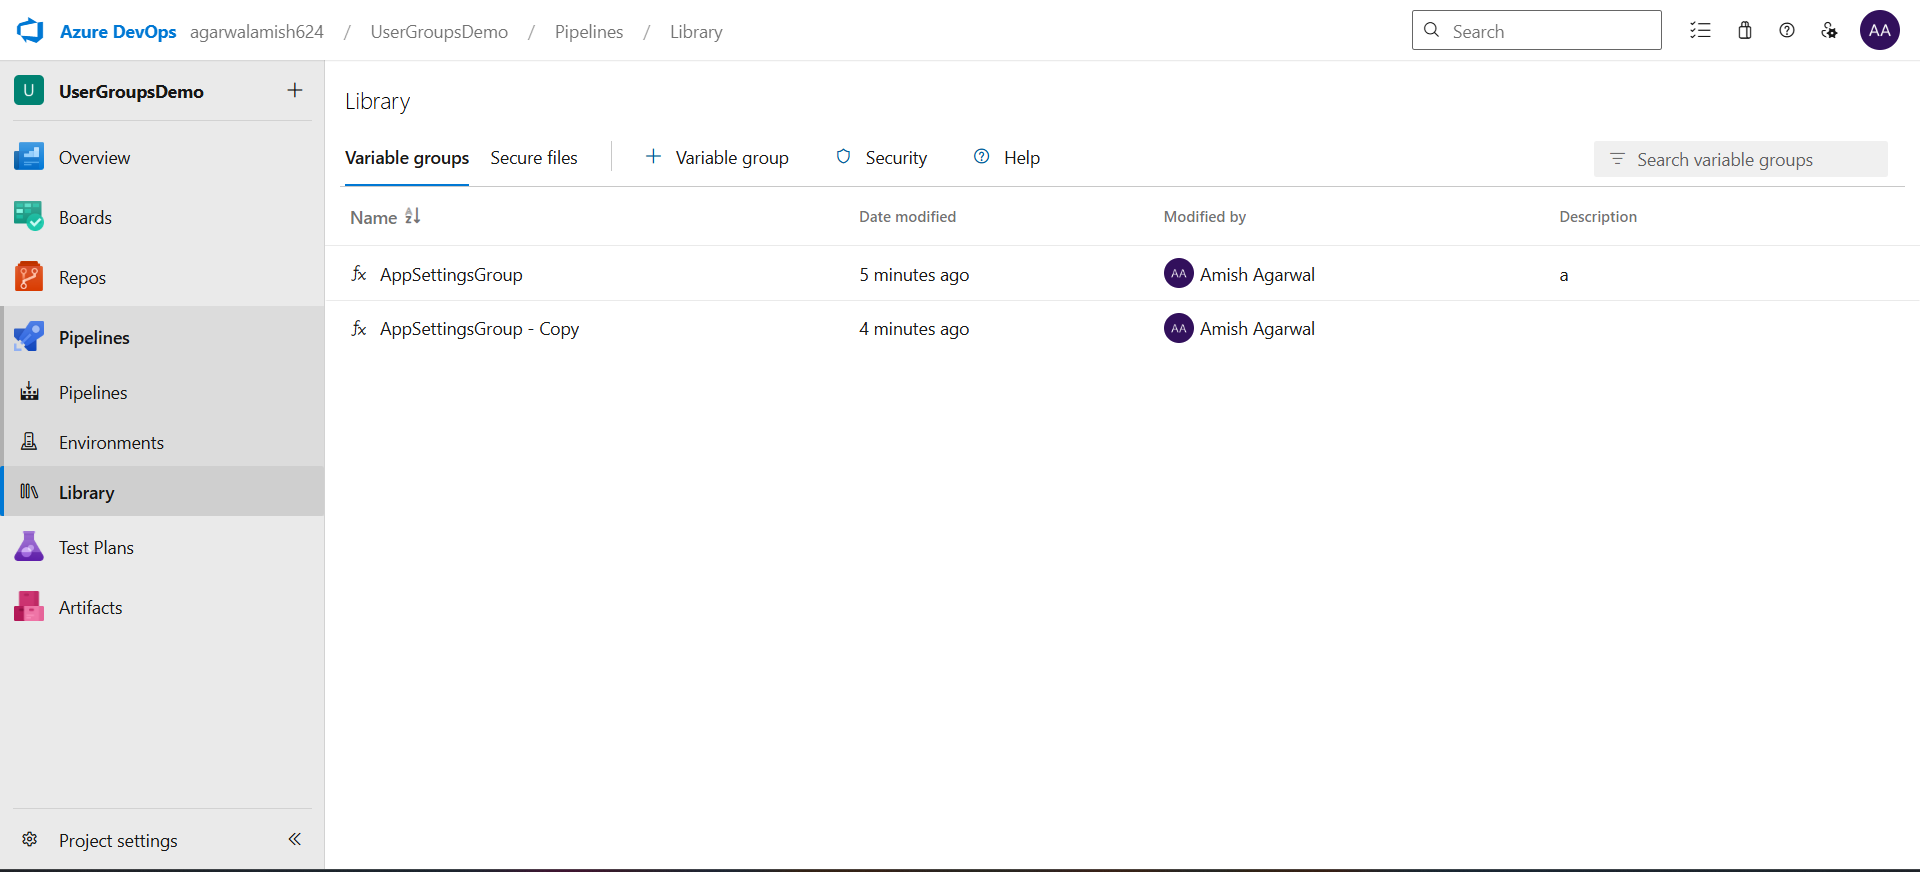 Azure DevOps agarwalamish624 / UserGroupsDemo / Pipelines / Library Search AA
U UserGroupsDemo
Overview
Boards
Repos
Pipelines
Pipelines
Environments
Library
Test Plans
Artifacts
Project settings
Library
Variable groups Secure files Variable group Security Help Search variable groups
Name Date modified Modified by Description
fx AppSettingsGroup 5 minutes ago AA Amish Agarwal a
fx AppSettingsGroup - Copy 4 minutes ago AA Amish Agarwal